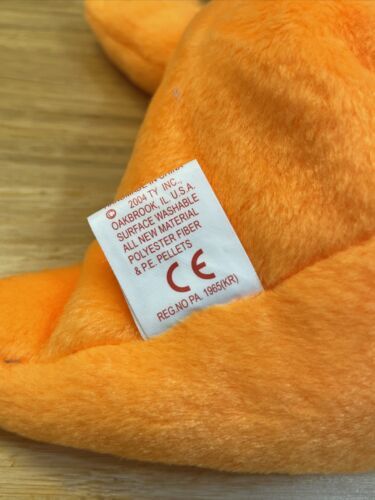 © 2004 TY INC.,
OAKBROOK, IL U.S.A.
SURFACE WASHABLE
ALL NEW MATERIAL
POLYESTER FIBER
& P.E. PELLETS
CE
REG.NO PA. 1965(KR)